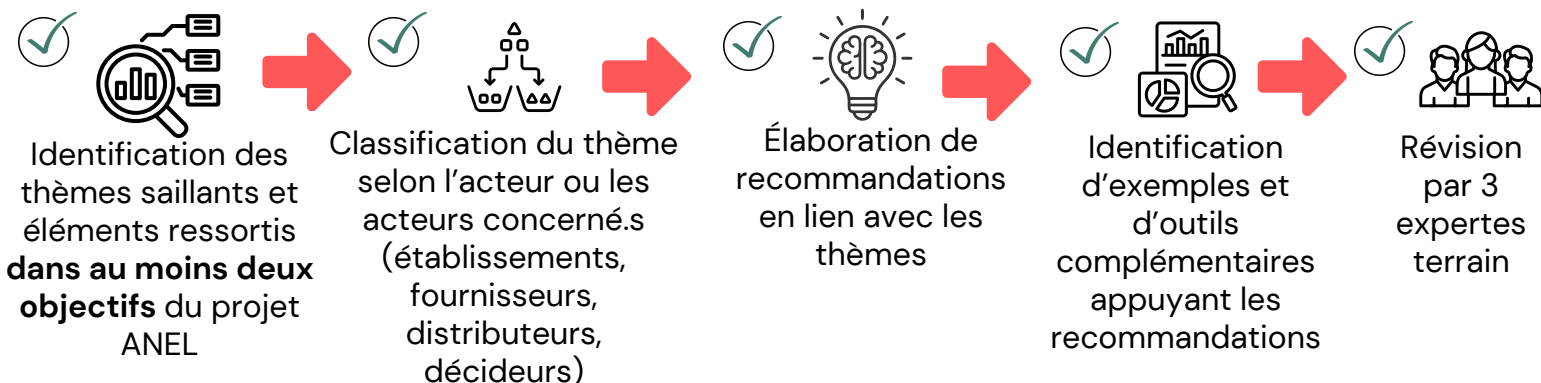 Identification des
thèmes saillants et
éléments ressortis
dans au moins deux
objectifs du projet
ANEL
Classification du thème
selon l'acteur ou les
acteurs concerné.s
(établissements,
fournisseurs,
distributeurs,
décideurs)
Élaboration de
recommandations
en lien avec les
thèmes
Identification
d'exemples et
d'outils
complémentaires
appuyant les
recommandations
Révision
par 3
expertes
terrain